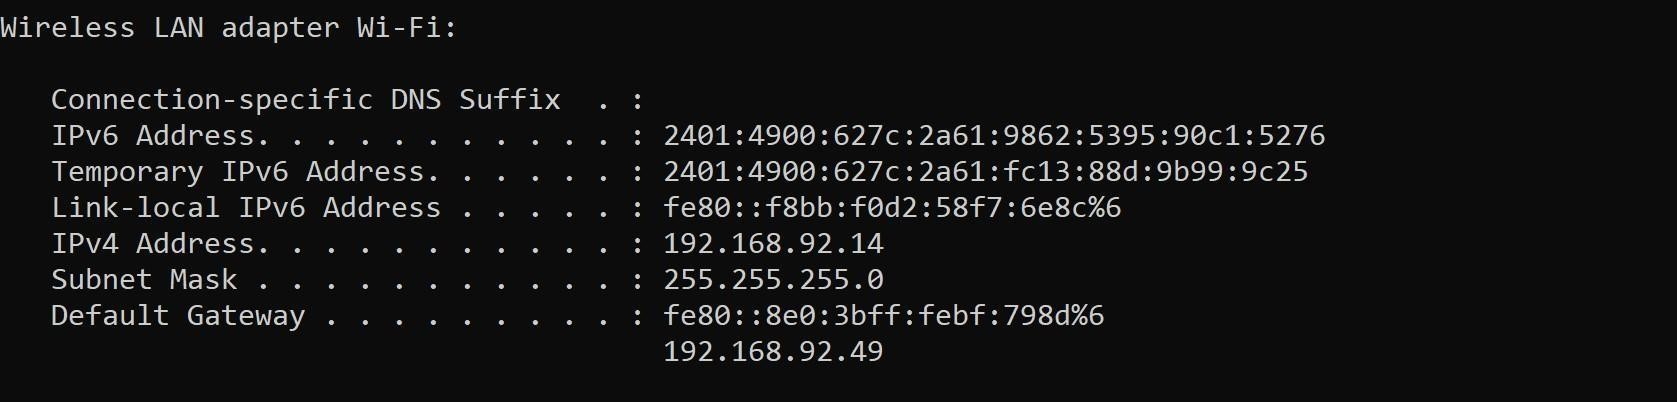 Wireless LAN adapter Wi-Fi:
Connection-specific DNS Suffix  . :
IPv6 Address. . . . . . . . . . . : 2401:4900:627c:2a61:9862:5395:90c1:5276
Temporary IPv6 Address. . . . . . : 2401:4900:627c:2a61:fc13:88d:9b99:9c25
Link-local IPv6 Address . . . . . : fe80::f8bb:f0d2:58f7:6e8c%6
IPv4 Address. . . . . . . . . . . : 192.168.92.14
Subnet Mask . . . . . . . . . . . : 255.255.255.0
Default Gateway . . . . . . . . . : fe80::8e0:3bff:febf:798d%6
192.168.92.49